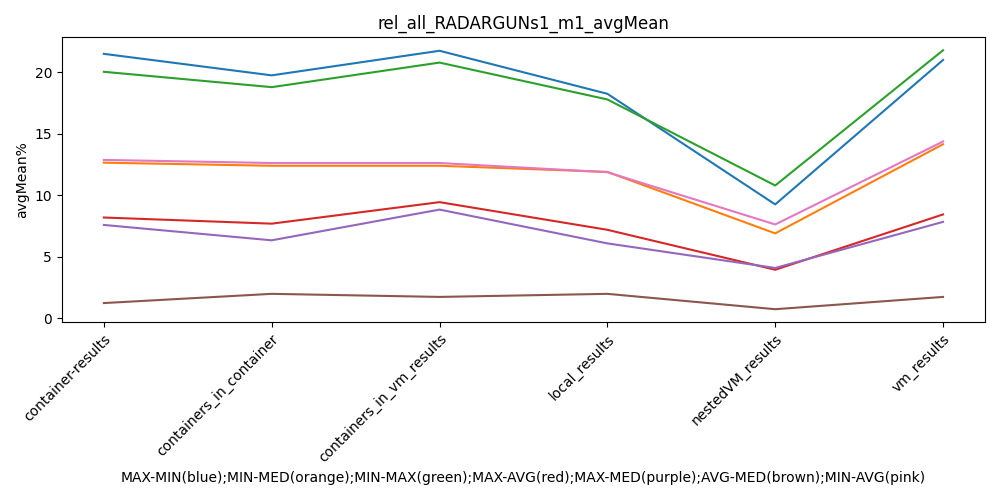 rel_all_RADARGUNs1_m1_avgMean
avgMean%
20
15
10
5
0
container-results
containers_in_container
containers_in_vm_results
local_results
nestedVM_results
vm_results
MAX-MIN(blue);MIN-MED(orange);MIN-MAX(green);MAX-AVG(red);MAX-MED(purple);AVG-MED(brown);MIN-AVG(pink)